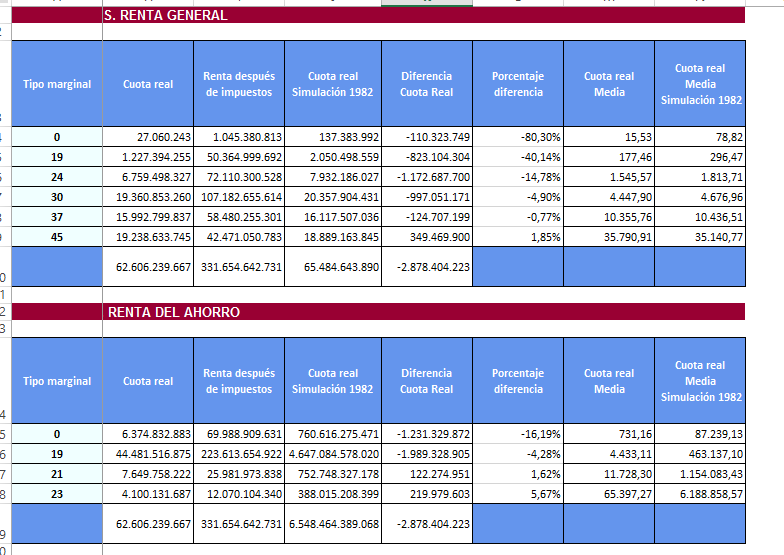 S. RENTA GENERAL
2
Tipo marginal Cuota real Renta después de impuestos Cuota real Simulación 1982 Diferencia Cuota Real Porcentaje diferencia Cuota real Media Cuota real Media Simulación 1982
0 27.060.243 1.045.380.813 137.383.992 -110.323.749 -80,30% 15,53 78,82
19 1.227.394.255 50.364.999.692 2.050.498.559 -823.104.304 -40,14% 177,46 296,47
24 6.759.498.327 72.110.300.528 7.932.186.027 -1.172.687.700 -14,78% 1.545,57 1.813,71
30 19.360.853.260 107.182.655.614 20.357.904.431 -997.051.171 -4,90% 4.447,90 4.676,96
37 15.992.799.837 58.480.255.301 16.117.507.036 -124.707.199 -0,77% 10.355,76 10.436,51
45 19.238.633.745 42.471.050.783 18.889.163.845 349.469.900 1,85% 35.790,91 35.140,77
0 62.606.239.667 331.654.642.731 65.484.643.890 -2.878.404.223
1
2 RENTA DEL AHORRO
3
4 Tipo marginal Cuota real Renta después de impuestos Cuota real Simulación 1982 Diferencia Cuota Real Porcentaje diferencia Cuota real Media Cuota real Media Simulación 1982
5 0 6.374.832.883 69.988.909.631 760.616.275.471 -1.231.329.872 -16,19% 731,16 87.239,13
6 19 44.481.516.875 223.613.654.922 4.647.084.578.020 -1.989.328.905 -4,28% 4.433,11 463.137,10
7 21 7.649.758.222 25.981.973.838 752.748.327.178 122.274.951 1,62% 11.728,30 1.154.083,43
8 23 4.100.131.687 12.070.104.340 388.015.208.399 219.979.603 5,67% 65.397,27 6.188.858,57
9 62.606.239.667 331.654.642.731 6.548.464.389.068 -2.878.404.223